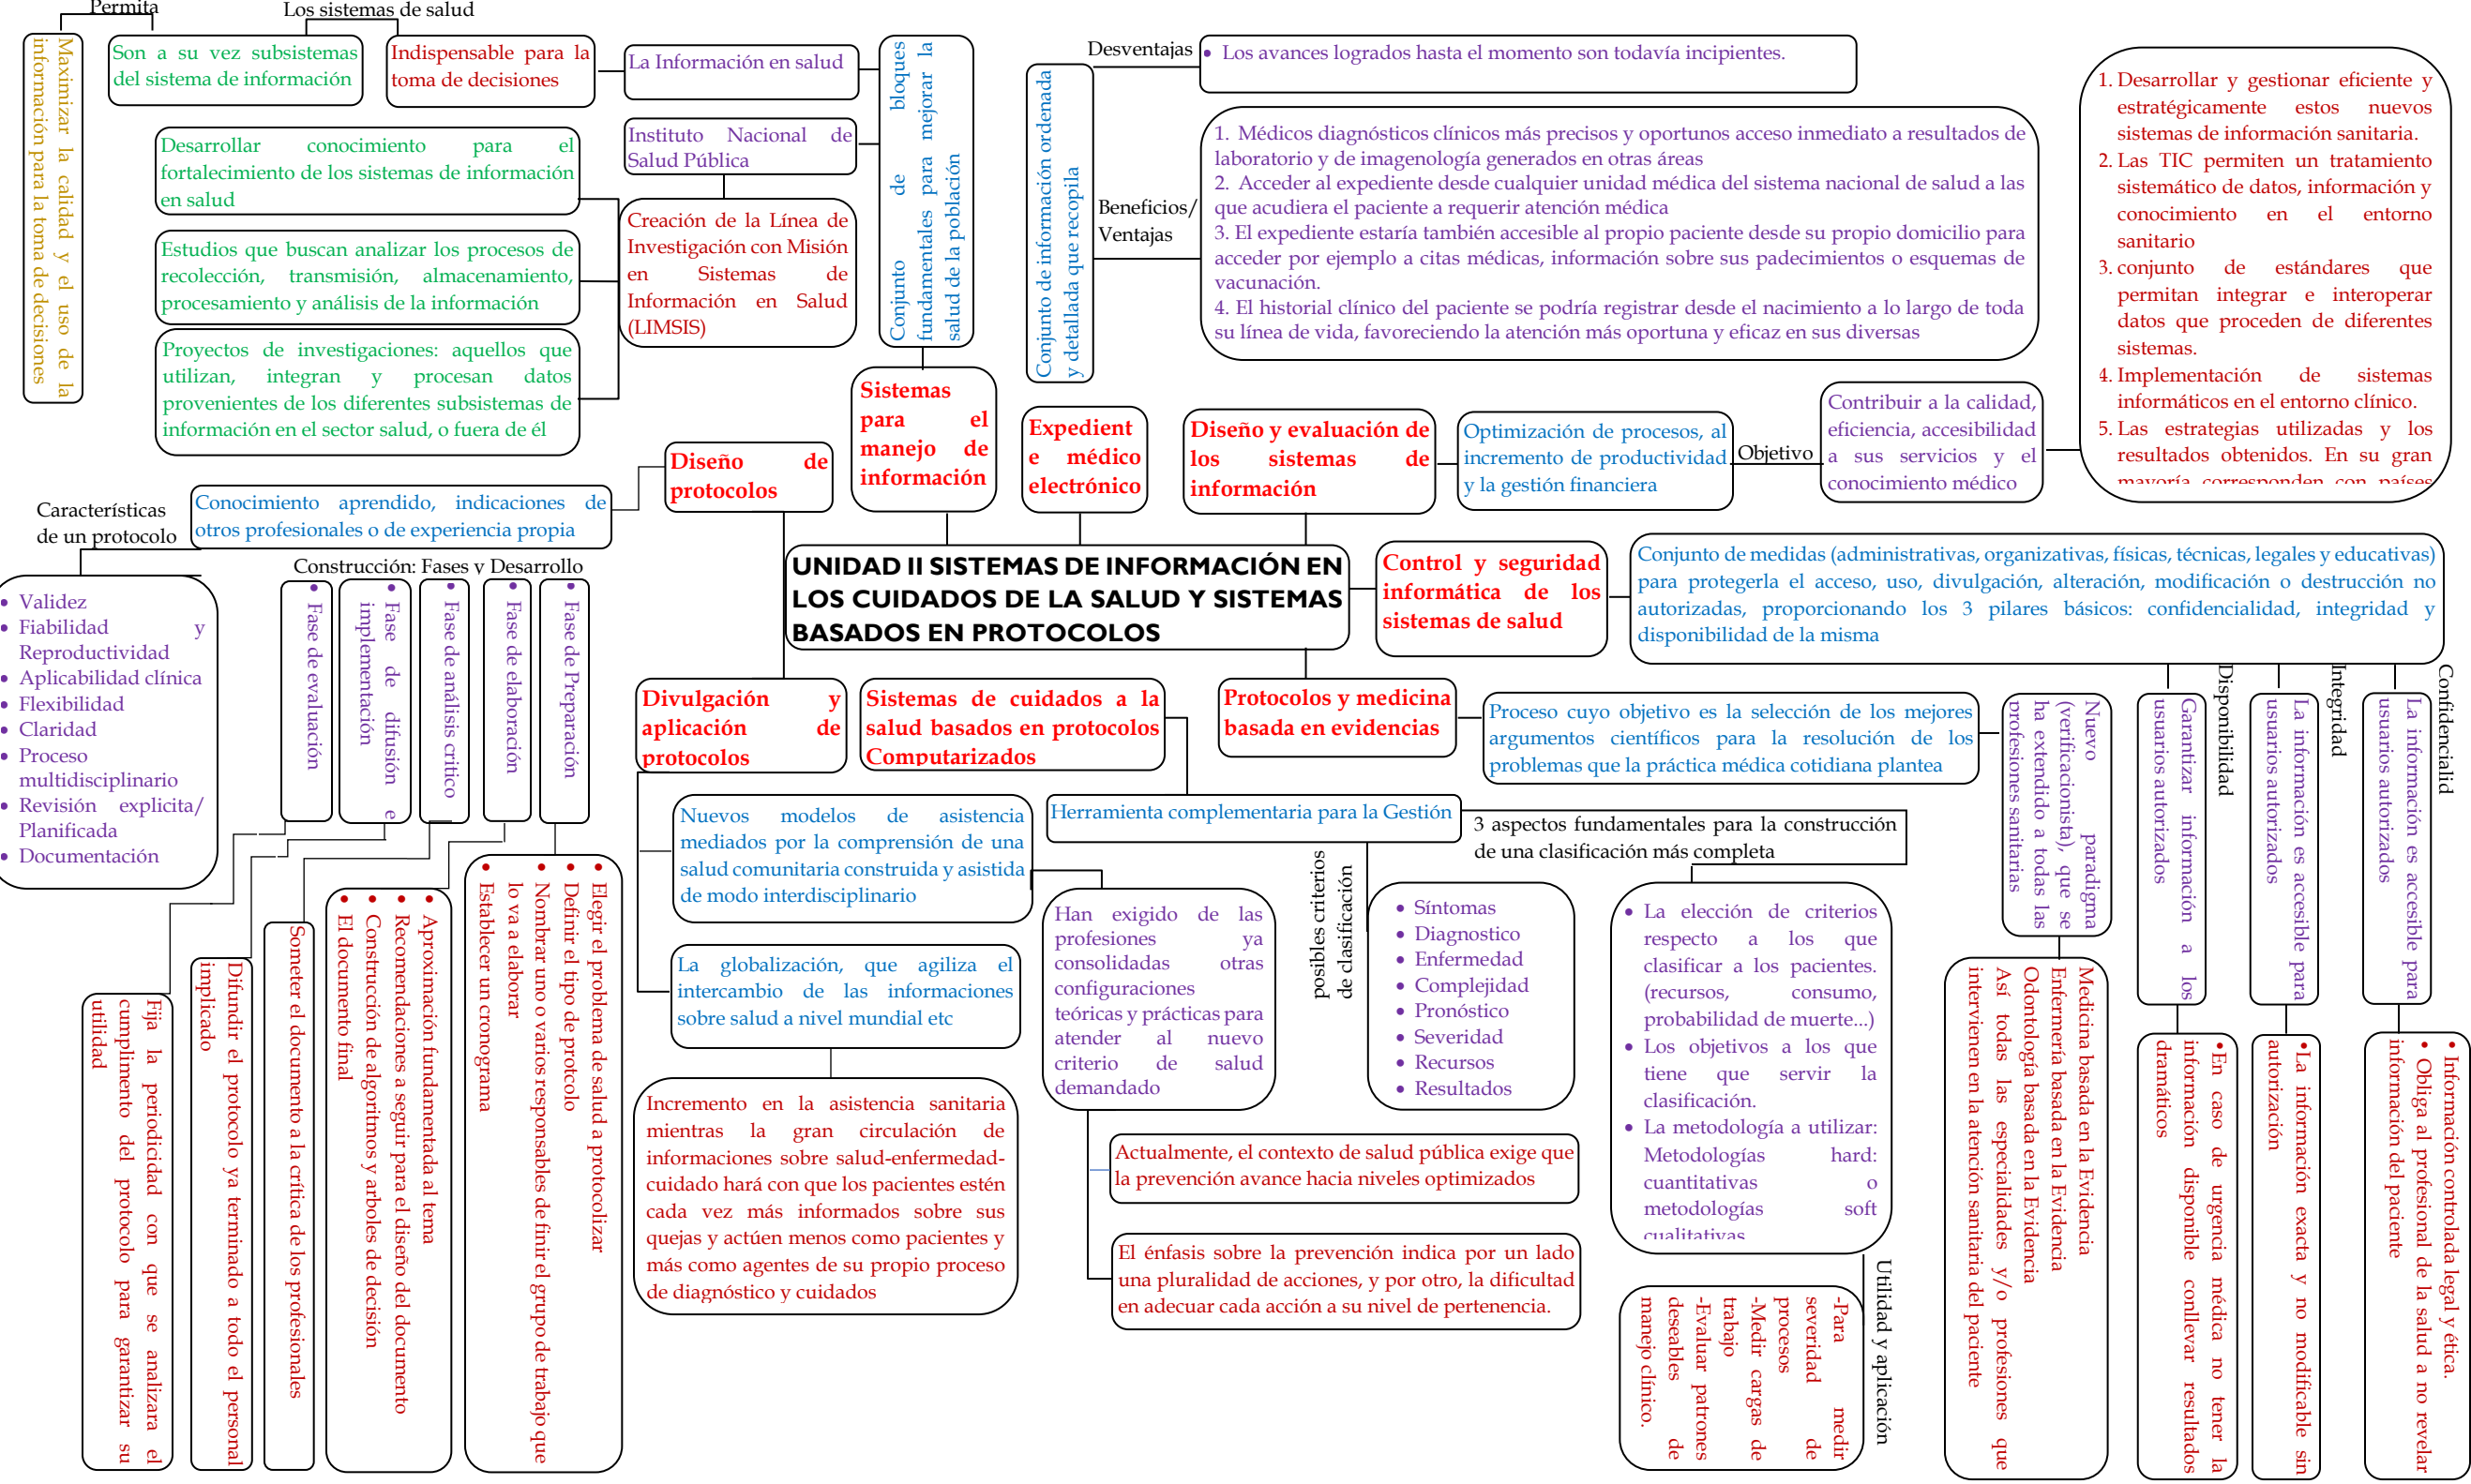 Permita
Los sistemas de salud
Maximizar la calidad y el uso de la
información para la toma de decisiones
Son a su vez subsistemas
del sistema de información
Indispensable para la
toma de decisiones
La Información en salud
Instituto Nacional de
Salud Pública
Creación de la Línea de
Investigación con Misión
en Sistemas de
Información en Salud
(LIMSIS)
Desarrollar conocimiento para el
fortalecimiento de los sistemas de información
en salud
Estudios que buscan analizar los procesos de
recolección, transmisión, almacenamiento,
procesamiento y análisis de la información
Proyectos de investigaciones: aquellos que
utilizan, integran y procesan datos
provenientes de los diferentes subsistemas de
información en el sector salud, o fuera de él
Conjunto de bloques
fundamentales para mejorar la
salud de la población
Sistemas
para el
manejo de
información
Conjunto de información ordenada
y detallada que recopila
Desventajas
• Los avances logrados hasta el momento son todavía incipientes.
Beneficios/
Ventajas
1. Médicos diagnósticos clínicos más precisos y oportunos acceso inmediato a resultados de
laboratorio y de imagenología generados en otras áreas
2. Acceder al expediente desde cualquier unidad médica del sistema nacional de salud a las
que acudiera el paciente a requerir atención médica
3. El expediente estaría también accesible al propio paciente desde su propio domicilio para
acceder por ejemplo a citas médicas, información sobre sus padecimientos o esquemas de
vacunación.
4. El historial clínico del paciente se podría registrar desde el nacimiento a lo largo de toda
su línea de vida, favoreciendo la atención más oportuna y eficaz en sus diversas
Expedient
e médico
electrónico
Diseño y evaluación de
los sistemas de
información
Optimización de procesos, al
incremento de productividad
y la gestión financiera
Objetivo
Contribuir a la calidad,
eficiencia, accesibilidad
a sus servicios y el
conocimiento médico
1. Desarrollar y gestionar eficiente y
estratégicamente estos nuevos
sistemas de información sanitaria.
2. Las TIC permiten un tratamiento
sistemático de datos, información y
conocimiento en el entorno
sanitario
3. conjunto de estándares que
permitan integrar e interoperar
datos que proceden de diferentes
sistemas.
4. Implementación de sistemas
informáticos en el entorno clínico.
5. Las estrategias utilizadas y los
resultados obtenidos. En su gran
mayoría corresponden con países
Diseño de
protocolos
Conocimiento aprendido, indicaciones de
otros profesionales o de experiencia propia
Características
de un protocolo
• Validez
• Fiabilidad y
Reproductividad
• Aplicabilidad clínica
• Flexibilidad
• Claridad
• Proceso
multidisciplinario
• Revisión explicita/
Planificada
• Documentación
Construcción: Fases y Desarrollo
• Fase de evaluación
• Fase de difusión e
implementación
• Fase de análisis critico
• Fase de elaboración
• Fase de Preparación
Fija la periodicidad con que se analizara el
cumplimento del protocolo para garantizar su
utilidad
Difundir el protocolo ya terminado a todo el personal
implicado
Someter el documento a la crítica de los profesionales
• Aproximación fundamentada al tema
• Recomendaciones a seguir para el diseño del documento
• Construcción de algoritmos y arboles de decisión
• El documento final
• Elegir el problema de salud a protocolizar
• Definir el tipo de protcolo
• Nombrar uno o varios responsables de finir el grupo de trabajo que
lo va a elaborar
• Establecer un cronograma
UNIDAD II SISTEMAS DE INFORMACIÓN EN
LOS CUIDADOS DE LA SALUD Y SISTEMAS
BASADOS EN PROTOCOLOS
Control y seguridad
informática de los
sistemas de salud
Conjunto de medidas (administrativas, organizativas, físicas, técnicas, legales y educativas)
para protegerla el acceso, uso, divulgación, alteración, modificación o destrucción no
autorizadas, proporcionando los 3 pilares básicos: confidencialidad, integridad y
disponibilidad de la misma
Divulgación y
aplicación de
protocolos
Sistemas de cuidados a la
salud basados en protocolos
Computarizados
Protocolos y medicina
basada en evidencias
Proceso cuyo objetivo es la selección de los mejores
argumentos científicos para la resolución de los
problemas que la práctica médica cotidiana plantea
Nuevo paradigma
(verificacionista), que se
ha extendido a todas las
profesiones sanitarias
Medicina basada en la Evidencia
Enfermería basada en la Evidencia
Odontología basada en la Evidencia
Así todas las especialidades y/o profesiones que
intervienen en la atención sanitaria del paciente
Disponibilidad
Garantizar información a los
usuarios autorizados
• En caso de urgencia médica no tener la
información disponible conllevar resultados
dramáticos
Integridad
La información es accesible para
usuarios autorizados
• La información exacta y no modificable sin
autorización
Confidencialid
La información es accesible para
usuarios autorizados
• Información controlada legal y ética.
• Obliga al profesional de la salud a no revelar
información del paciente
Nuevos modelos de asistencia
mediados por la comprensión de una
salud comunitaria construida y asistida
de modo interdisciplinario
La globalización, que agiliza el
intercambio de las informaciones
sobre salud a nivel mundial etc
Incremento en la asistencia sanitaria
mientras la gran circulación de
informaciones sobre salud-enfermedad-
cuidado hará con que los pacientes estén
cada vez más informados sobre sus
quejas y actúen menos como pacientes y
más como agentes de su propio proceso
de diagnóstico y cuidados
Herramienta complementaria para la Gestión
Han exigido de las
profesiones ya
consolidadas otras
configuraciones
teóricas y prácticas para
atender al nuevo
criterio de salud
demandado
Actualmente, el contexto de salud pública exige que
la prevención avance hacia niveles optimizados
El énfasis sobre la prevención indica por un lado
una pluralidad de acciones, y por otro, la dificultad
en adecuar cada acción a su nivel de pertenencia.
posibles criterios
de clasificación
• Síntomas
• Diagnostico
• Enfermedad
• Complejidad
• Pronóstico
• Severidad
• Recursos
• Resultados
3 aspectos fundamentales para la construcción
de una clasificación más completa
• La elección de criterios
respecto a los que
clasificar a los pacientes.
(recursos, consumo,
probabilidad de muerte...)
• Los objetivos a los que
tiene que servir la
clasificación.
• La metodología a utilizar:
Metodologías hard:
cuantitativas o
metodologías soft
cualitativas
Utilidad y aplicación
-Para medir
severidad de
procesos
-Medir cargas de
trabajo
-Evaluar patrones
deseables de
manejo clínico.